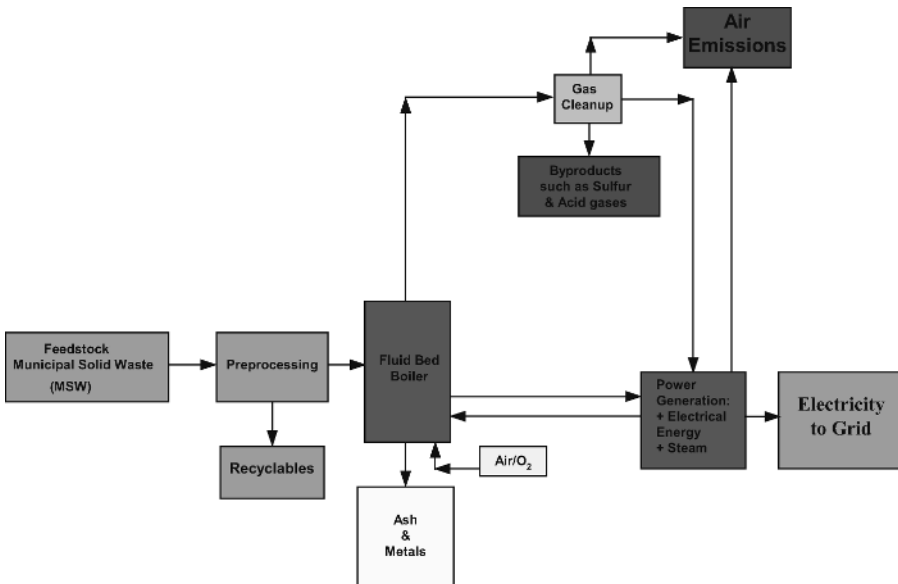 Air
Emissions
Gas
Cleanup
Byproducts
such as Sulfur
& Acid gases
Feedstock
Municipal Solid Waste
(MSW)
Preprocessing
Fluid Bed
Boiler
Power
Generation:
+ Electrical
Energy
+ Steam
Electricity
to Grid
Recyclables
Air/O₂
Ash
&
Metals